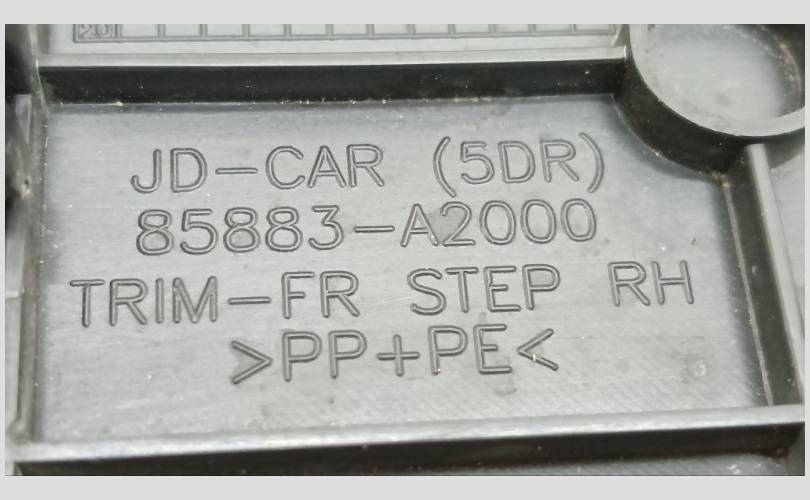 JD-CAR (5DR)
85883-A2000
TRIM-FR STEP RH
>PP+PE<